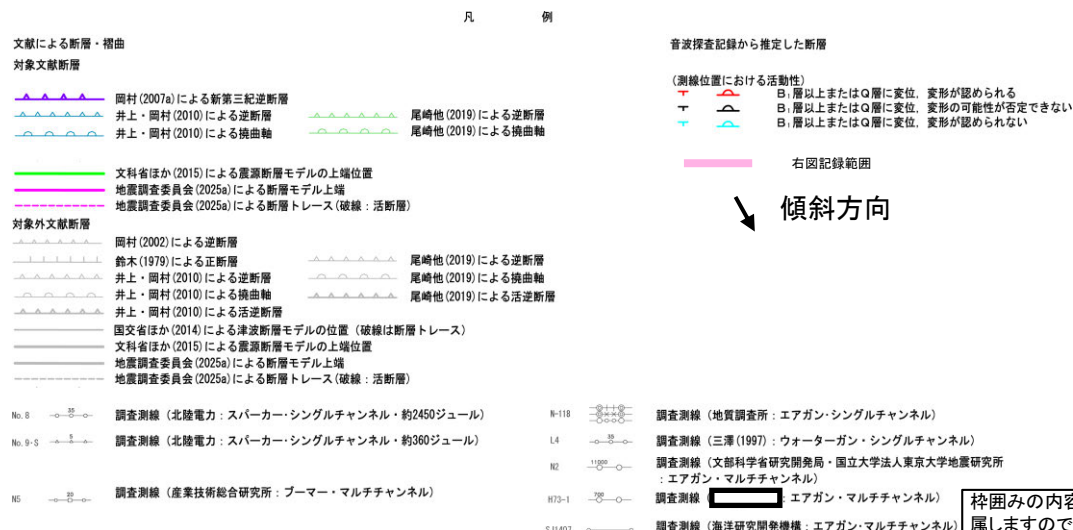 凡 例
文献による断層・褶曲
対象文献断層
岡村(2007a)による新第三紀逆断層
井上・岡村(2010)による逆断層
尾崎他(2019)による逆断層
井上・岡村(2010)による撓曲軸
尾崎他(2019)による撓曲軸
文科省ほか(2015)による震源断層モデルの上端位置
地震調査委員会(2025a)による断層モデル上端
地震調査委員会(2025a)による断層トレース(破線：活断層)
対象外文献断層
岡村(2002)による逆断層
鈴木(1979)による正断層
尾崎他(2019)による逆断層
井上・岡村(2010)による逆断層
尾崎他(2019)による撓曲軸
井上・岡村(2010)による撓曲軸
尾崎他(2019)による活逆断層
井上・岡村(2010)による活逆断層
国交省ほか(2014)による津波断層モデルの位置（破線は断層トレース）
文科省ほか(2015)による震源断層モデルの上端位置
地震調査委員会(2025a)による断層モデル上端
地震調査委員会(2025a)による断層トレース(破線：活断層)
No.8 35 調査測線（北陸電力：スパーカー・シングルチャンネル・約2450ジュール）
No.9・S 5 調査測線（北陸電力：スパーカー・シングルチャンネル・約360ジュール）
N5 20 調査測線（産業技術総合研究所：ブーマー・マルチチャンネル）
音波探査記録から推定した断層
(測線位置における活動性)
B₁層以上またはQ層に変位，変形が認められる
B₁層以上またはQ層に変位，変形の可能性が否定できない
B₁層以上またはQ層に変位，変形が認められない
右図記録範囲
傾斜方向
N-118 調査測線（地質調査所：エアガン・シングルチャンネル）
L4 35 調査測線（三澤(1997)：ウォーターガン・シングルチャンネル）
N2 11000 調査測線（文部科学省研究開発局・国立大学法人東京大学地震研究所
：エアガン・マルチチャンネル）
H73-1 700 調査測線（ ：エアガン・マルチチャンネル）
調査測線（海洋研究開発機構：エアガン・マルチチャンネル）
枠囲みの内容
属しますので